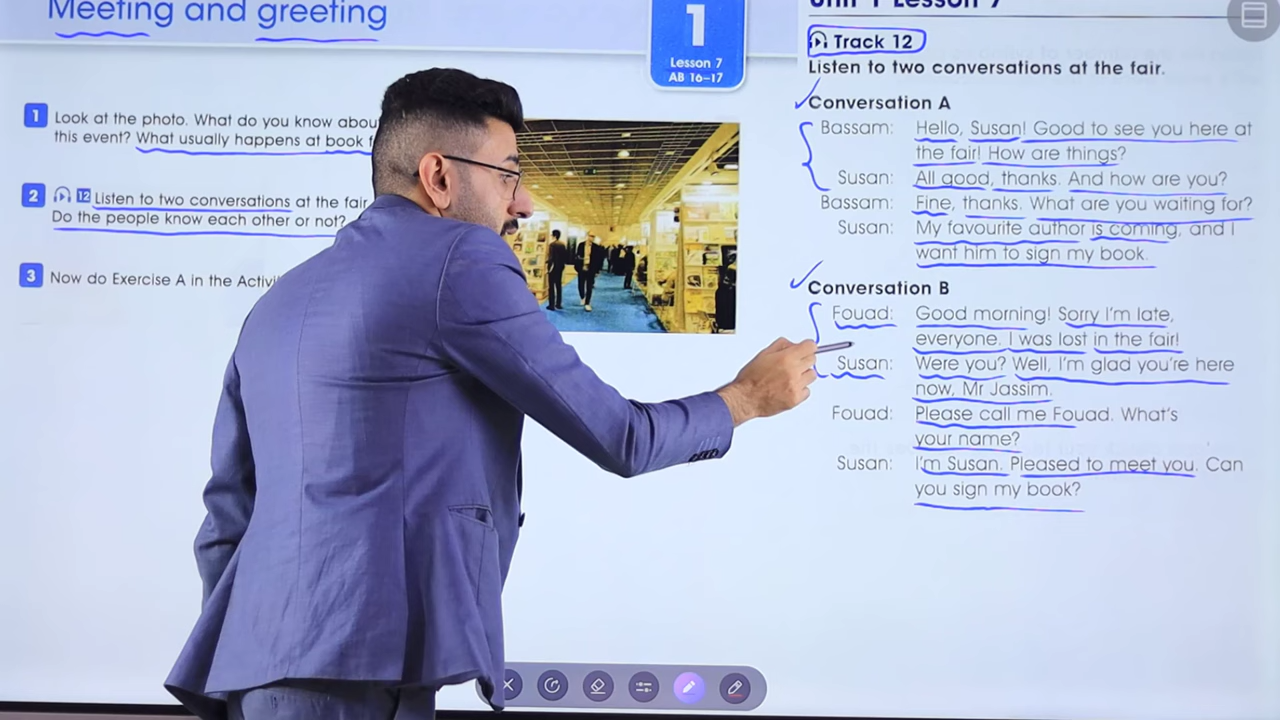 Meeting and greeting
1
Lesson 7
AB 16–17
1 Look at the photo. What do you know
this event? What usually happens at book
2 12 Listen to two conversations at the fair
Do the people know each other or not?
3 Now do Exercise A in the
Unit 1 Lesson 7
Track 12
Listen to two conversations at the fair.
Conversation A
Bassam: Hello, Susan! Good to see you here at
the fair! How are things?
Susan: All good, thanks. And how are you?
Bassam: Fine, thanks. What are you waiting for?
Susan: My favourite author is coming, and I
want him to sign my book.
Conversation B
Fouad: Good morning! Sorry I'm late,
everyone. I was lost in the fair!
Susan: Were you? Well, I'm glad you're here
now, Mr Jassim.
Fouad: Please call me Fouad. What's
your name?
Susan: I'm Susan. Pleased to meet you. Can
you sign my book?